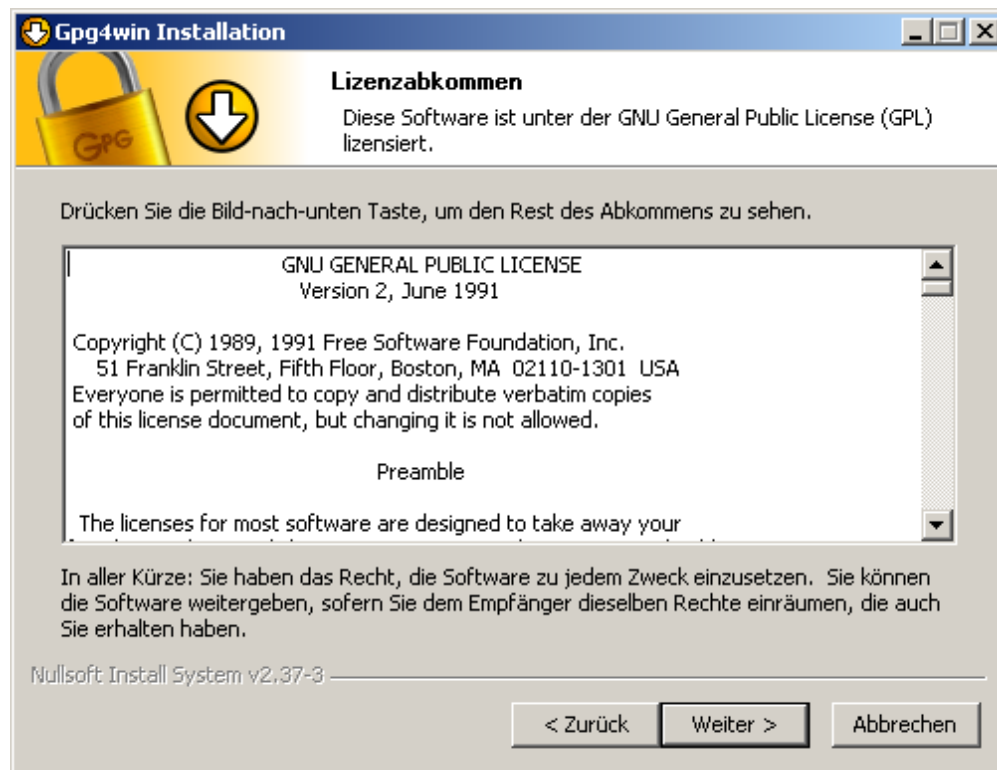 Gpg4win Installation
GPG
Lizenzabkommen
Diese Software ist unter der GNU General Public License (GPL)
lizensiert.
Drücken Sie die Bild-nach-unten Taste, um den Rest des Abkommens zu sehen.
GNU GENERAL PUBLIC LICENSE
Version 2, June 1991
Copyright (C) 1989, 1991 Free Software Foundation, Inc.
51 Franklin Street, Fifth Floor, Boston, MA 02110-1301 USA
Everyone is permitted to copy and distribute verbatim copies
of this license document, but changing it is not allowed.
Preamble
The licenses for most software are designed to take away your
In aller Kürze: Sie haben das Recht, die Software zu jedem Zweck einzusetzen. Sie können
die Software weitergeben, sofern Sie dem Empfänger dieselben Rechte einräumen, die auch
Sie erhalten haben.
Nullsoft Install System v2.37-3
< Zurück
Weiter >
Abbrechen